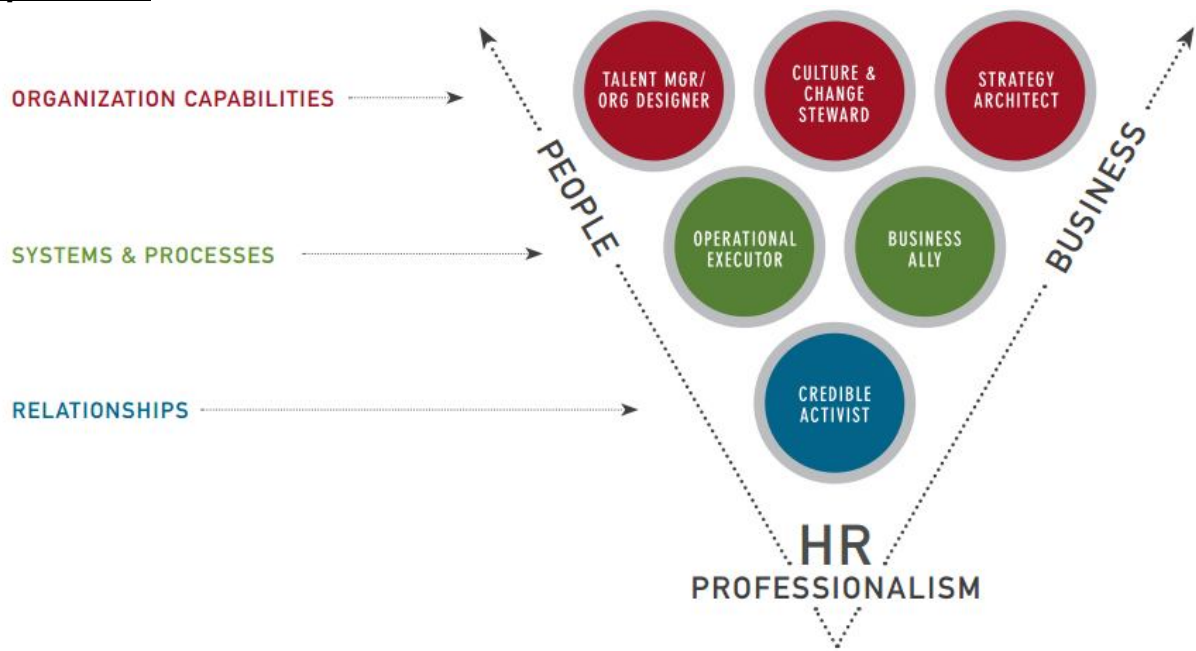 TALENT MGR/
ORG DESIGNER
CULTURE &
CHANGE
STEWARD
STRATEGY
ARCHITECT
ORGANIZATION CAPABILITIES
PEOPLE
BUSINESS
OPERATIONAL
EXECUTOR
BUSINESS
ALLY
SYSTEMS & PROCESSES
CREDIBLE
ACTIVIST
RELATIONSHIPS
HR
PROFESSIONALISM